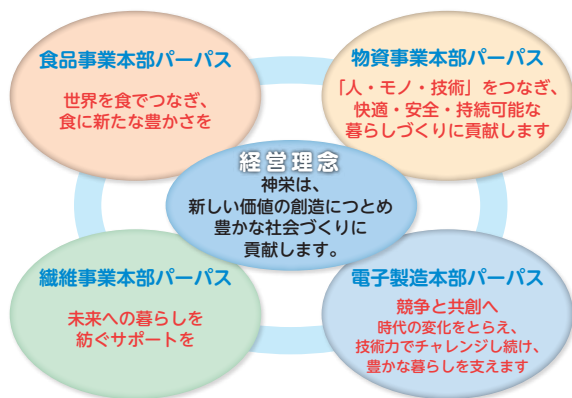 食品事業本部パーパス
世界を食でつなぎ、
食に新たな豊かさを
物資事業本部パーパス
「人・モノ・技術」をつなぎ、
快適・安全・持続可能な
暮らしづくりに貢献します
経営理念
神栄は、
新しい価値の創造につとめ
豊かな社会づくりに
貢献します。
繊維事業本部パーパス
未来への暮らしを
紡ぐサポートを
電子製造本部パーパス
競争と共創へ
時代の変化をとらえ、
技術力でチャレンジし続け、
豊かな暮らしを支えます